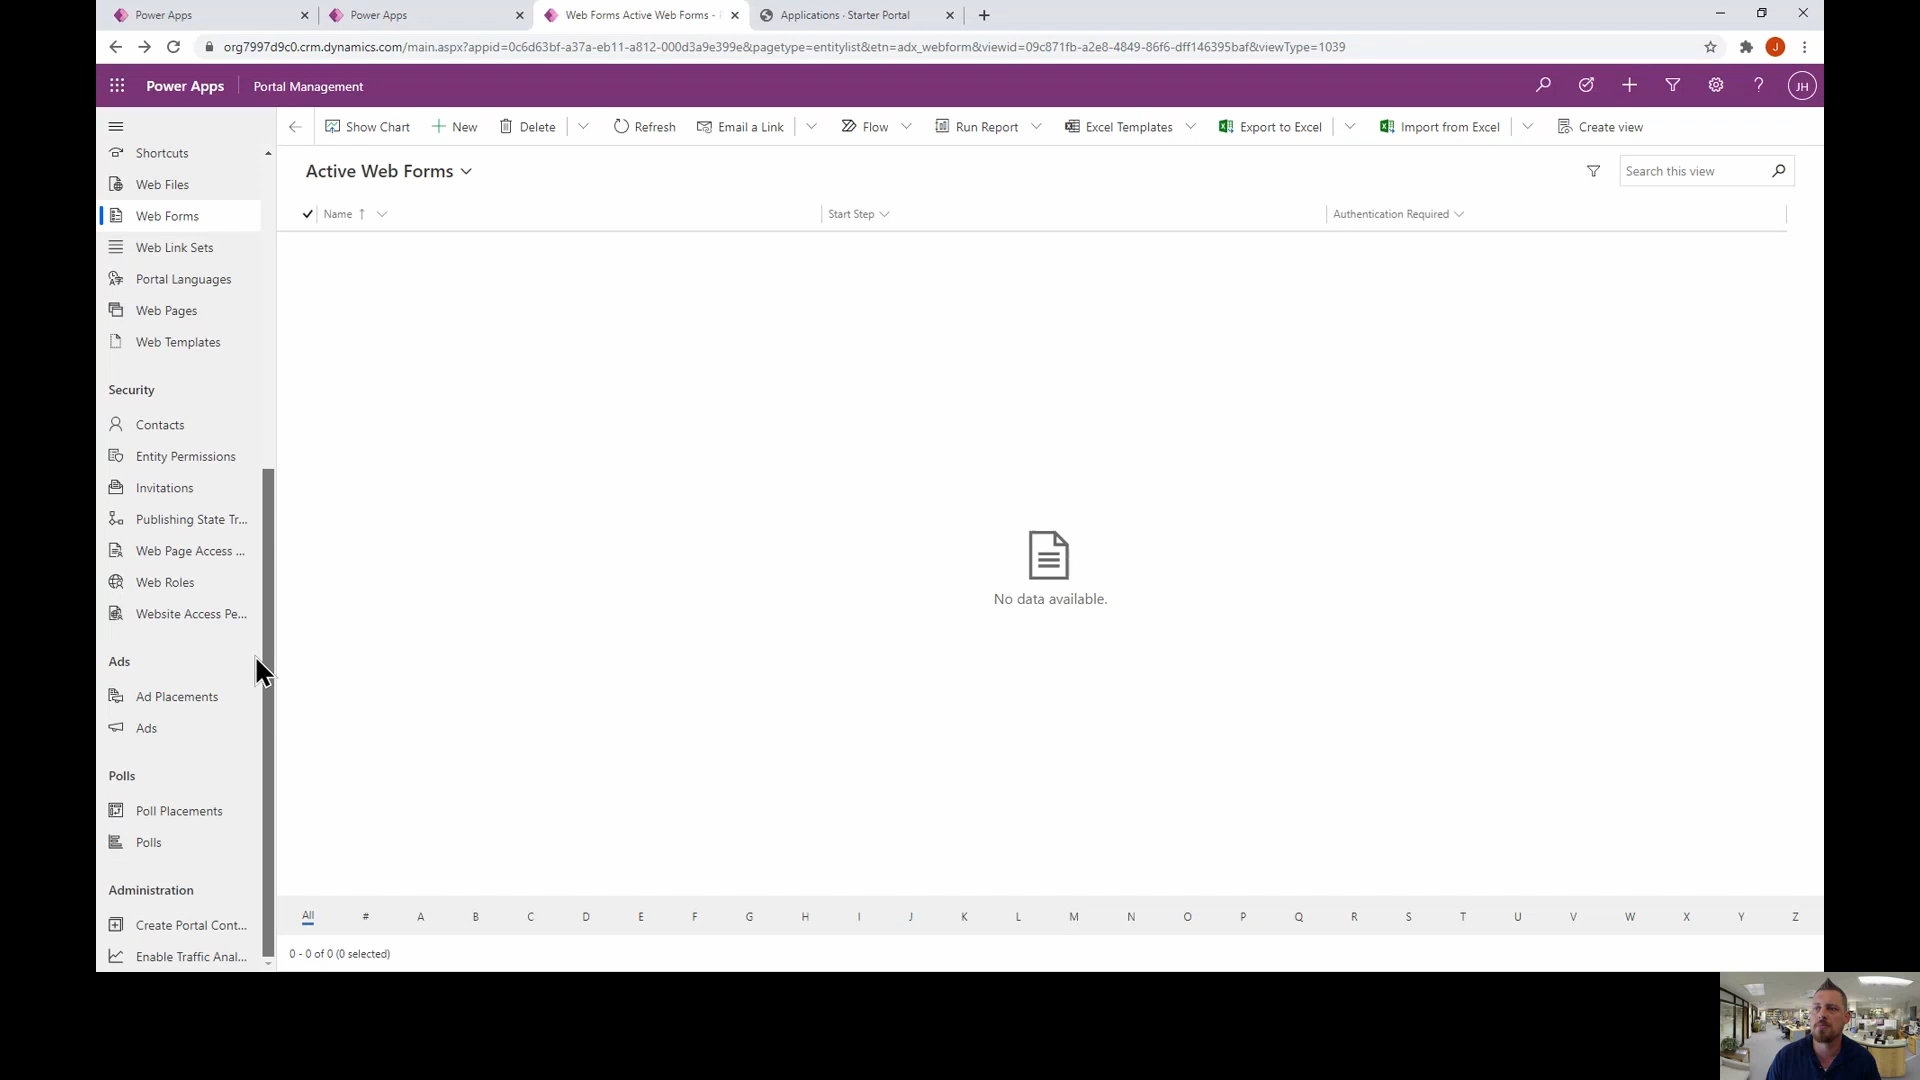 Power Apps
Power Apps
Web Forms Active Web Forms -
Applications · Starter Portal
org7997d9c0.crm.dynamics.com/main.aspx?appid=0c6d63bf-a37a-eb11-a812-000d3a9e399e&pagetype=entitylist&etn=adx_webform&viewid=09c871fb-a2e8-4849-86f6-dff146395baf&viewType=1039
J
Power Apps
Portal Management
JH
Show Chart
New
Delete
Refresh
Email a Link
Flow
Run Report
Excel Templates
Export to Excel
Import from Excel
Create view
Shortcuts
Web Files
Web Forms
Web Link Sets
Portal Languages
Web Pages
Web Templates
Security
Contacts
Entity Permissions
Invitations
Publishing State Tr...
Web Page Access ...
Web Roles
Website Access Pe...
Ads
Ad Placements
Ads
Polls
Poll Placements
Polls
Administration
Create Portal Cont...
Enable Traffic Anal...
Active Web Forms
Search this view
Name ↑
Start Step
Authentication Required
No data available.
All # A B C D E F G H I J K L M N O P Q R S T U V W X Y Z
0 - 0 of 0 (0 selected)